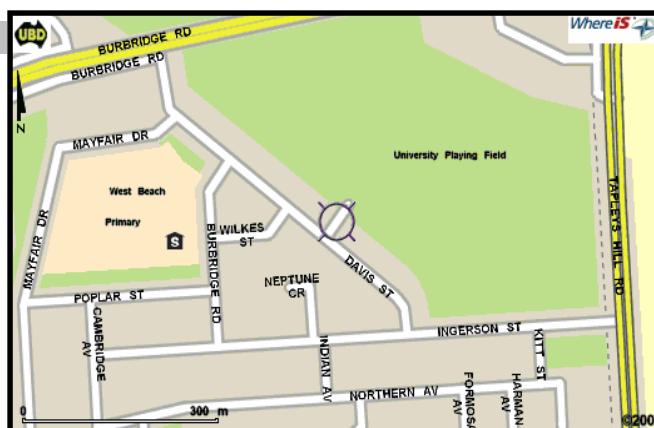 UBD
BURBRIDGE RD
BURBRIDGE RD
WhereiS
N
MAYFAIR DR
University Playing Field
West Beach
Primary
S
MAYFAIR DR
BURBRIDGE RD
WILKES
ST
TAPLEYS HILL RD
DAVIS ST
NEPTUNE
CR
POPLAR ST
CAMBRIDGE
AV
INGERSON ST
INDIAN AV
KITT ST
NORTHERN AV
FORMOSA
AV
HARMAN
AV
0
300 m
©200